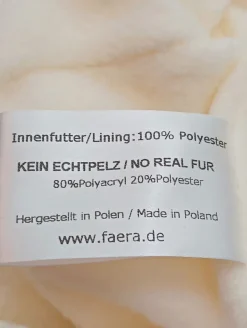 Innenfutter/Lining:100% Polyester
KEIN ECHTPELZ / NO REAL FUR
80%Polyacryl 20%Polyester
Hergestellt in Polen / Made in Poland
www.faera.de